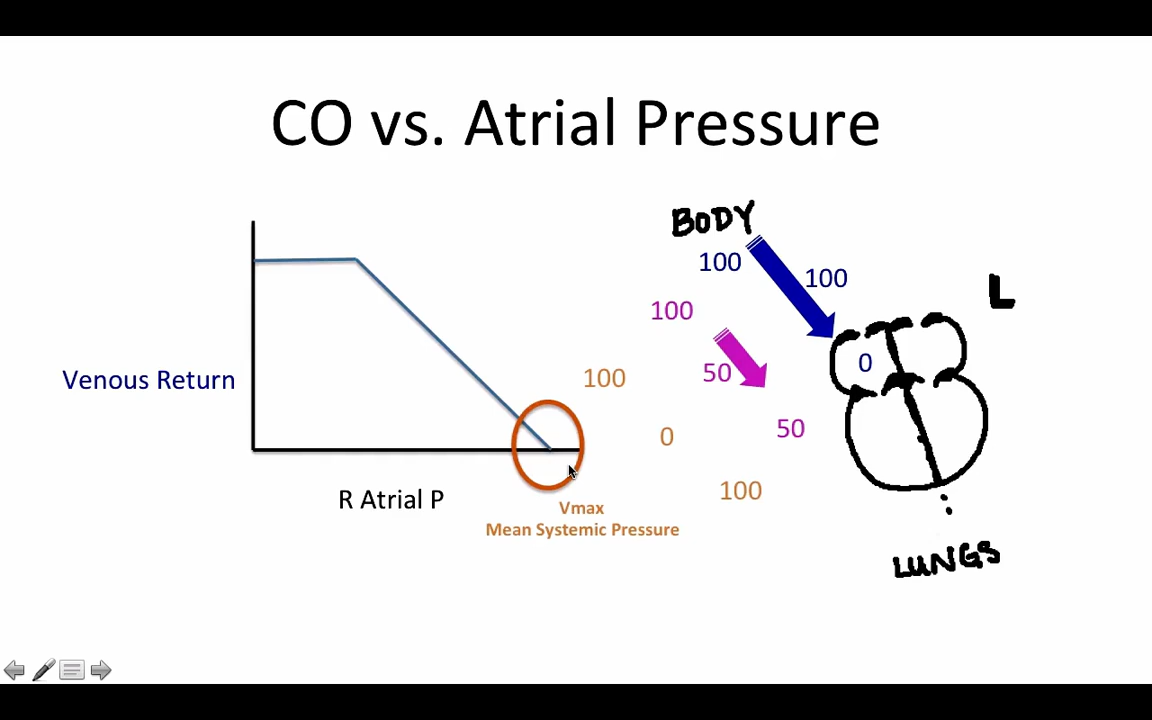 CO vs. Atrial Pressure
BODY
100
100
L
100
0
Venous Return
100
50
0
50
R Atrial P
100
Vmax
Mean Systemic Pressure
LUNGS